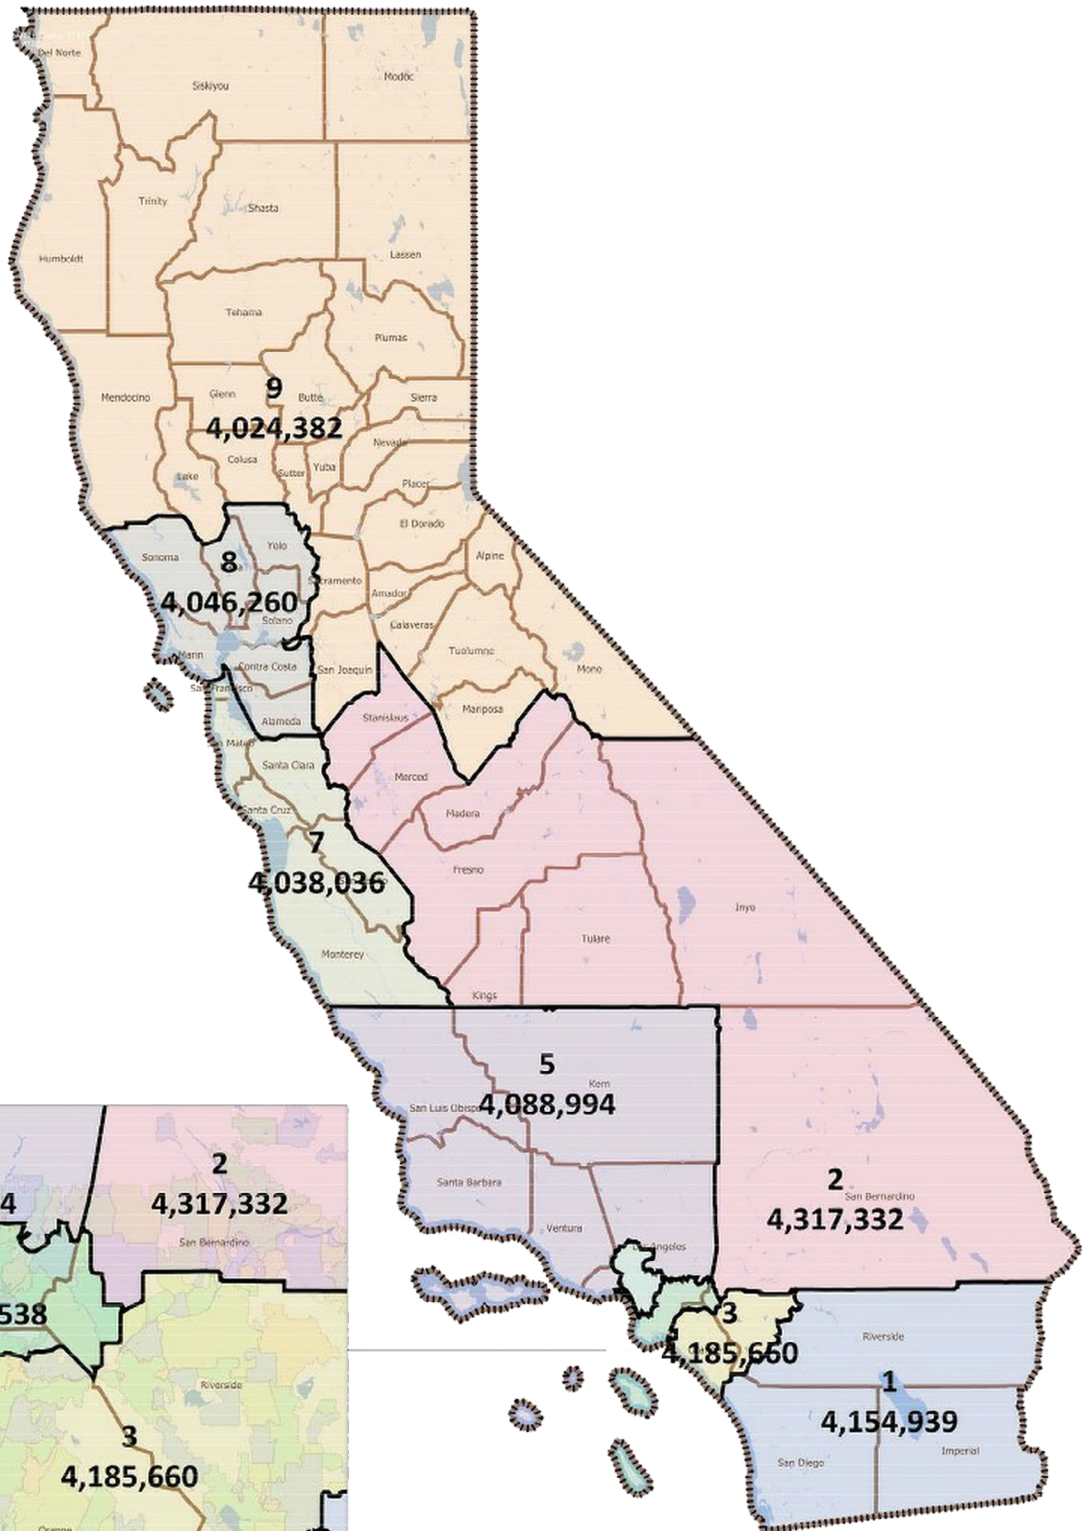 Del Norte
Siskiyou
Modoc
Trinity
Shasta
Humboldt
Lassen
Tehama
Plumas
Mendocino
Glenn
9
Butte
Sierra
4,024,382
Nevada
Colusa
Sutter
Yuba
Lake
Placer
El Dorado
Sonoma
8
Yolo
Alpine
Sacramento
Amador
4,046,260
Solano
Calaveras
Marin
Contra Costa
San Joaquin
Tuolumne
Mono
San Francisco
Alameda
Stanislaus
Mariposa
San Mateo
Santa Clara
Merced
Santa Cruz
Madera
7
Fresno
4,038,036
Inyo
Tulare
Monterey
Kings
5
Kern
San Luis Obispo
4,088,994
2
4,317,332
4
San Bernardino
Santa Barbara
2
San Bernardino
4,317,332
Ventura
Los Angeles
538
3
4,185,660
Riverside
1
4,154,939
Riverside
3
4,185,660
San Diego
Imperial
Orange